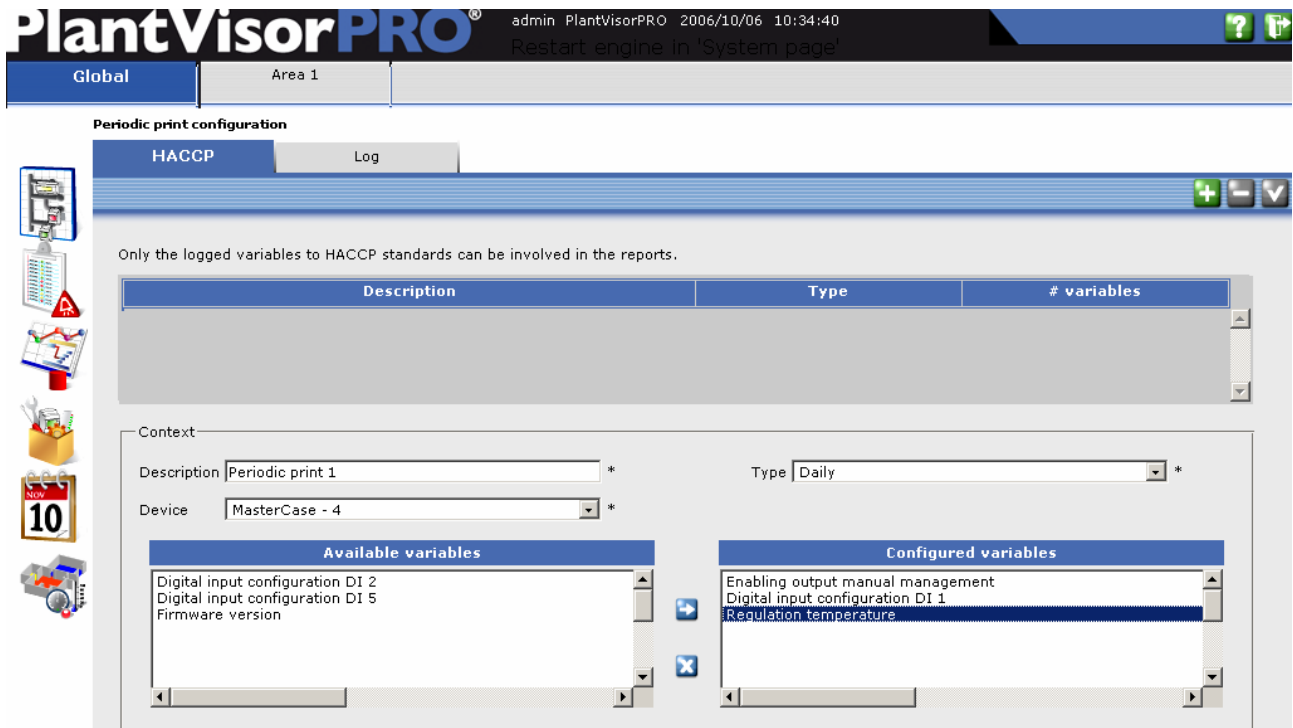 PlantVisorPRO®
admin PlantVisorPRO 2006/10/06 10:34:40
Restart engine in 'System page'
?
Global
Area 1
Periodic print configuration
HACCP
Log
Only the logged variables to HACCP standards can be involved in the reports.
Description
Type
# variables
Context
Description
Periodic print 1
*
Type
Daily
*
NOV
10
Device
MasterCase - 4
*
Available variables
Configured variables
Digital input configuration DI 2
Digital input configuration DI 5
Firmware version
Enabling output manual management
Digital input configuration DI 1
Regulation temperature